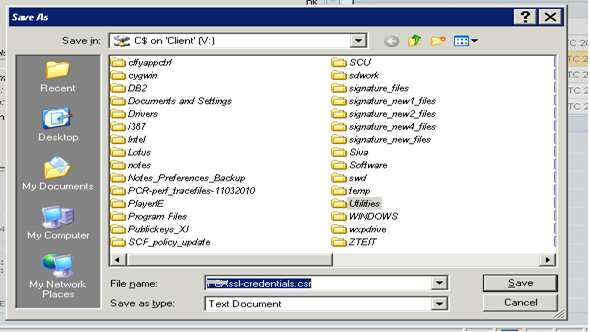 Save As
Save in:
C$ on 'Client' (V:)
Recent
Desktop
My Documents
My Computer
My Network
Places
cygwin
DB2
Documents and Settings
Drivers
i387
Intel
Lotus
notes
Notes_Preferences_Backup
PCR-perf_tracefiles-11032010
PlayerIE
Program Files
Publickeys_XI
SCF_policy_update
SCU
sdwork
signature_files
signature_new1_files
signature_new2_files
signature_new4_files
signature_new_files
Siva
Software
swd
temp
Utilities
WINDOWS
wxpdrive
ZTEIT
File name:
ssl-credentials.csr
Save
Save as type:
Text Document
Cancel